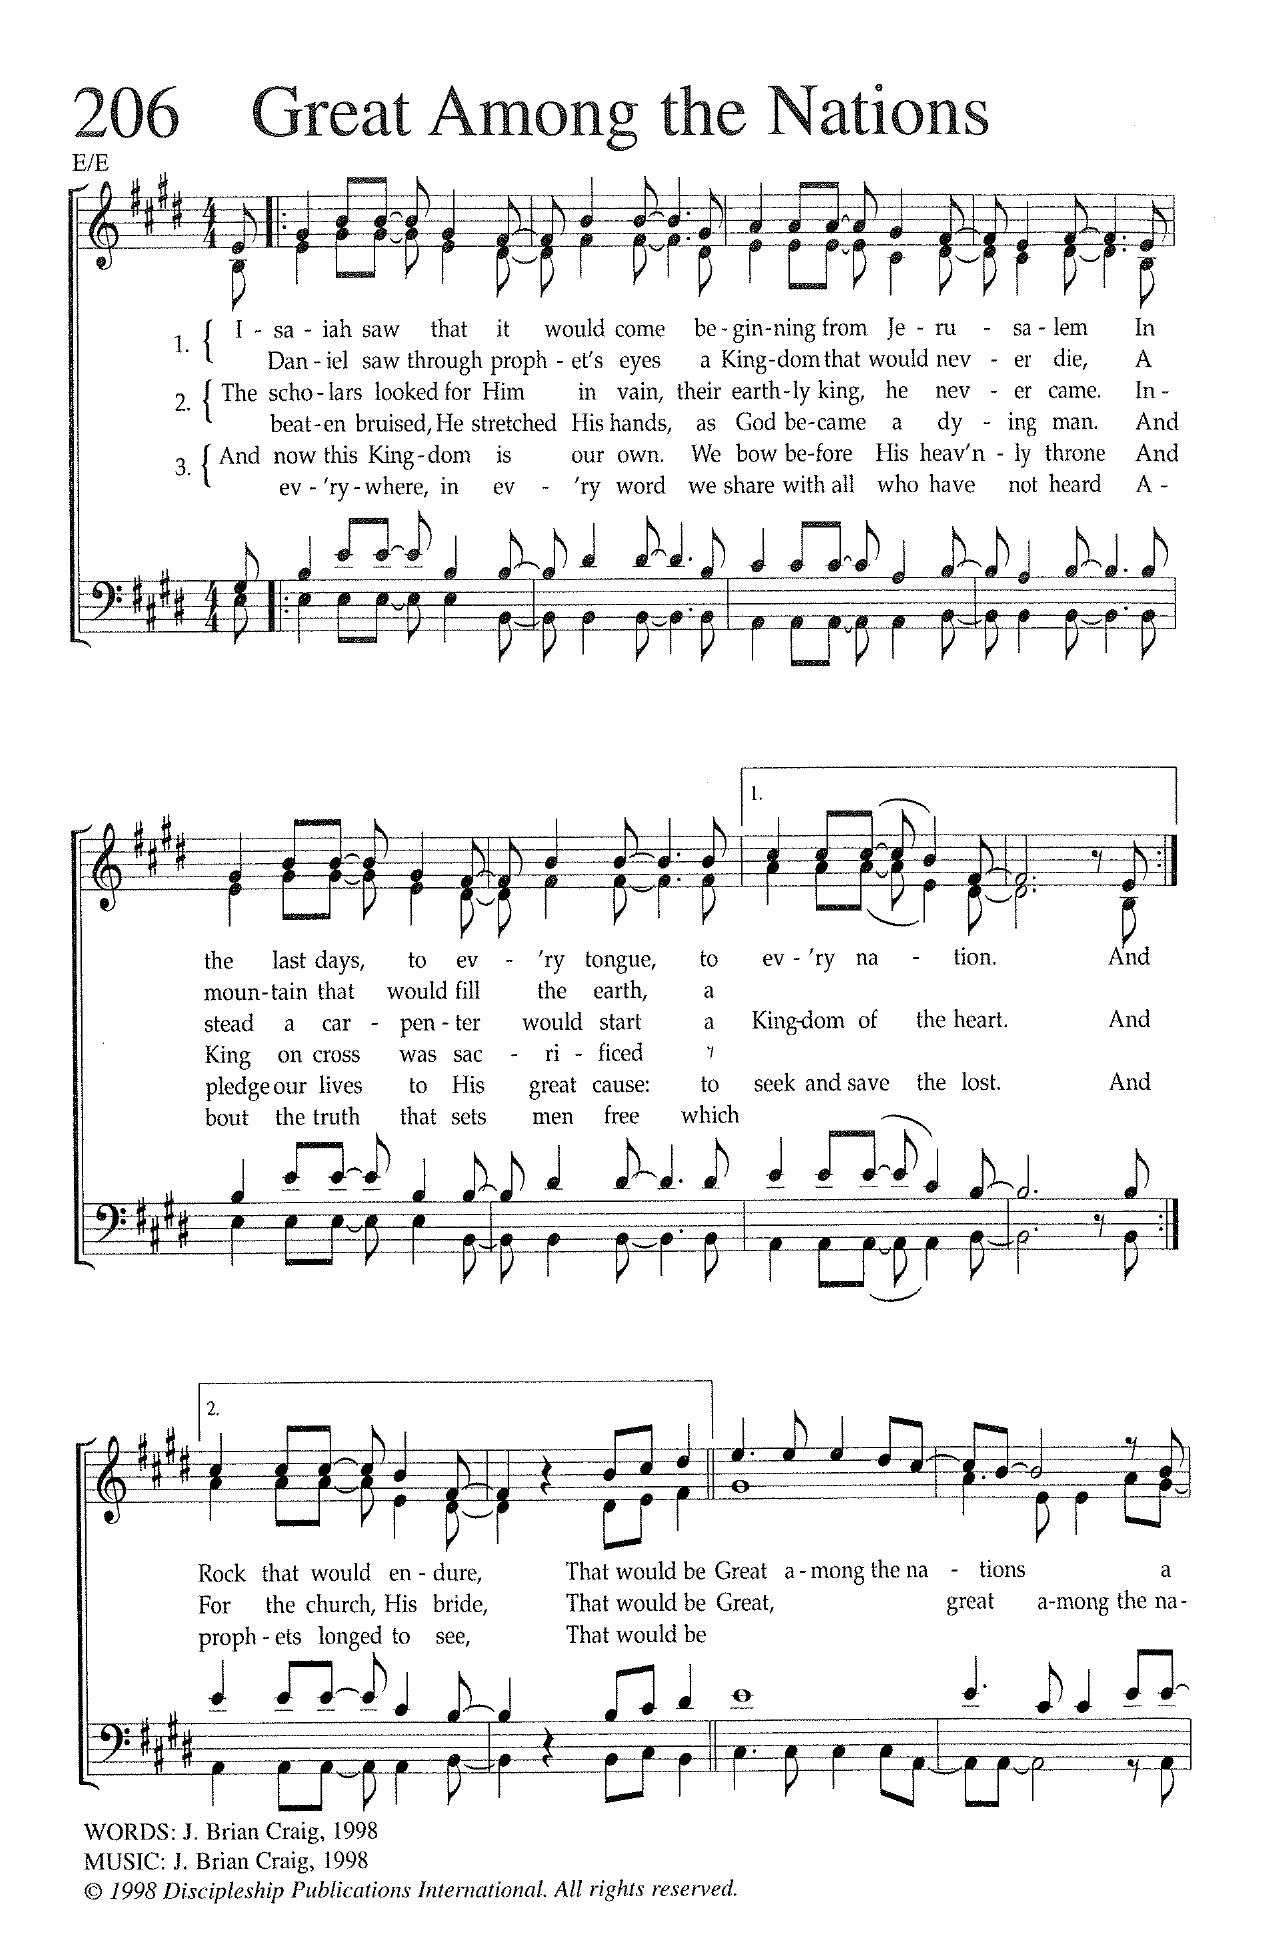 206 Great Among the Nations
E/E
1. { I - sa - iah saw that it would come be - gin - ning from Je - ru - sa - lem In
Dan - iel saw through proph - et's eyes a King - dom that would nev - er die, A
2. { The scho - lars looked for Him in vain, their earth - ly king, he nev - er came. In -
beat - en bruised, He stretched His hands, as God be - came a dy - ing man. And
3. { And now this King - dom is our own. We bow be - fore His heav'n - ly throne And
ev - 'ry - where, in ev - 'ry word we share with all who have not heard A -
1.
the last days, to ev - 'ry tongue, to ev - 'ry na - tion. And
moun - tain that would fill the earth, a
stead a car - pen - ter would start a King - dom of the heart. And
King on cross was sac - ri - ficed
pledge our lives to His great cause: to seek and save the lost. And
bout the truth that sets men free which
2.
Rock that would en - dure, That would be Great a - mong the na - tions a
For the church, His bride, That would be Great, great a - mong the na -
proph - ets longed to see, That would be
WORDS: J. Brian Craig, 1998
MUSIC: J. Brian Craig, 1998
© 1998 Discipleship Publications International. All rights reserved.